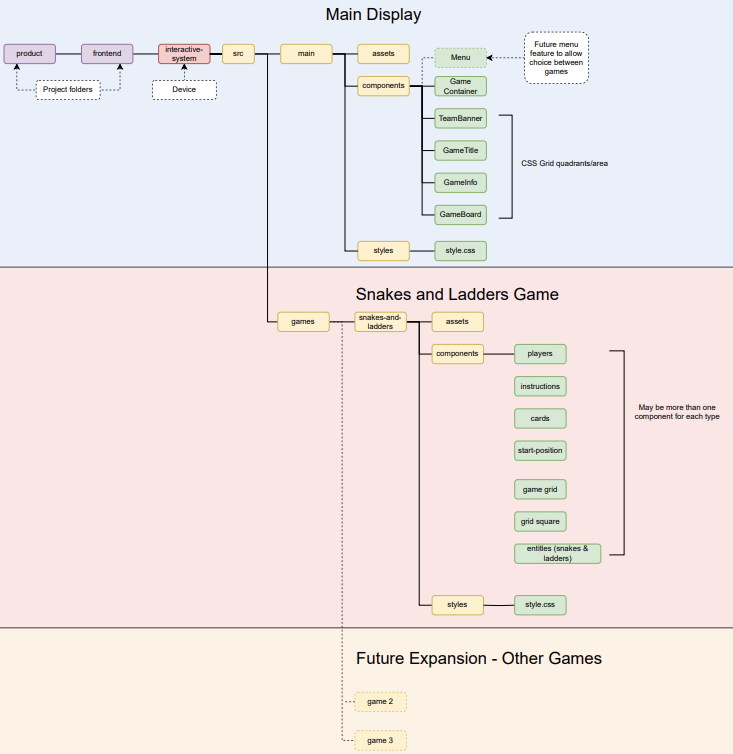 Main Display
product
frontend
interactive-
system
src
main
assets
Menu
Future menu
feature to allow
choice between
games
Project folders
Device
components
Game
Container
TeamBanner
GameTitle
CSS Grid quadrants/area
GameInfo
GameBoard
styles
style.css
Snakes and Ladders Game
games
snakes-and-
ladders
assets
components
players
instructions
cards
May be more than one
component for each type
start-position
game grid
grid square
entitles (snakes &
ladders)
styles
style.css
Future Expansion - Other Games
game 2
game 3